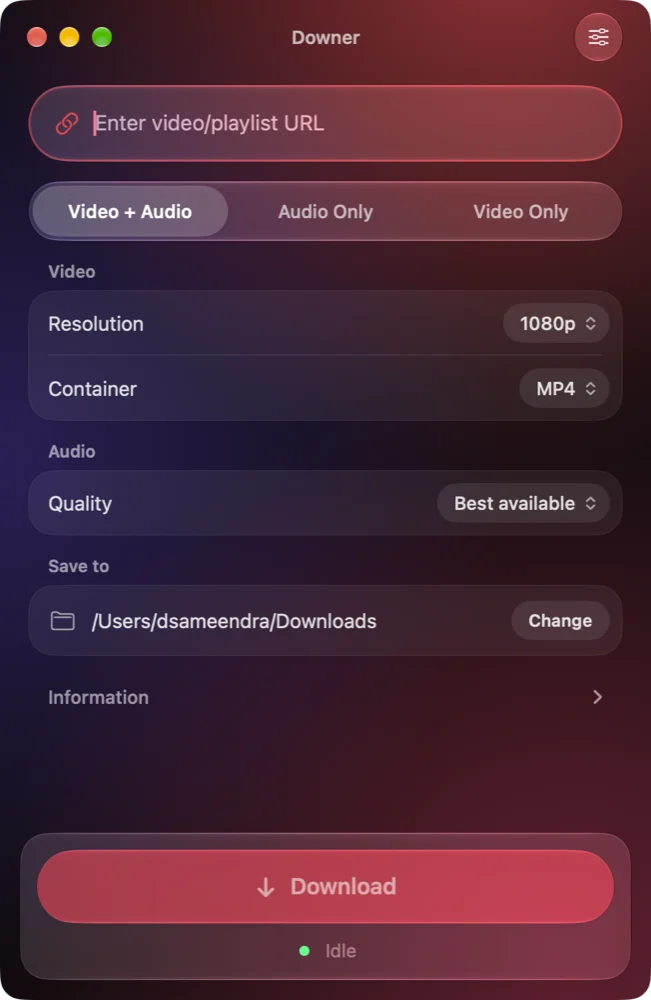 Downer
Enter video/playlist URL
Video + Audio Audio Only Video Only
Video
Resolution 1080p
Container MP4
Audio
Quality Best available
Save to
/Users/dsameendra/Downloads Change
Information
Download
Idle